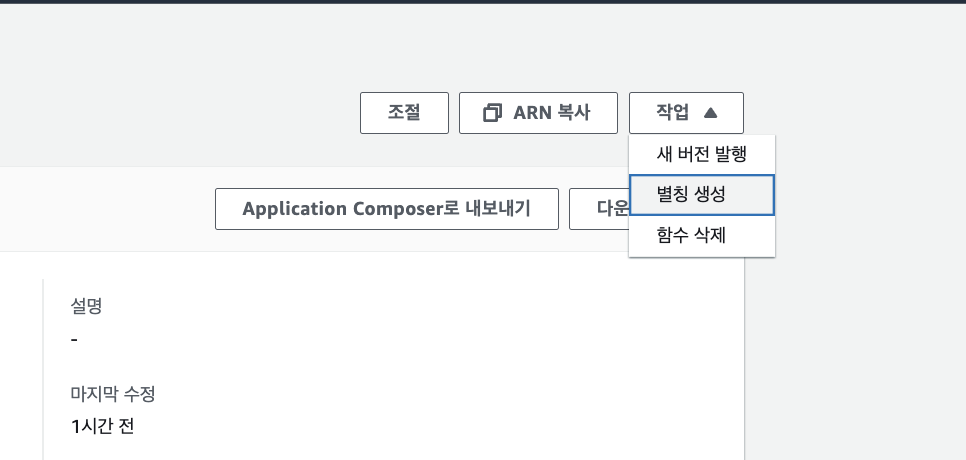 조절
ARN 복사
작업
새 버전 발행
별칭 생성
함수 삭제
Application Composer로 내보내기
다운
설명
-
마지막 수정
1시간 전